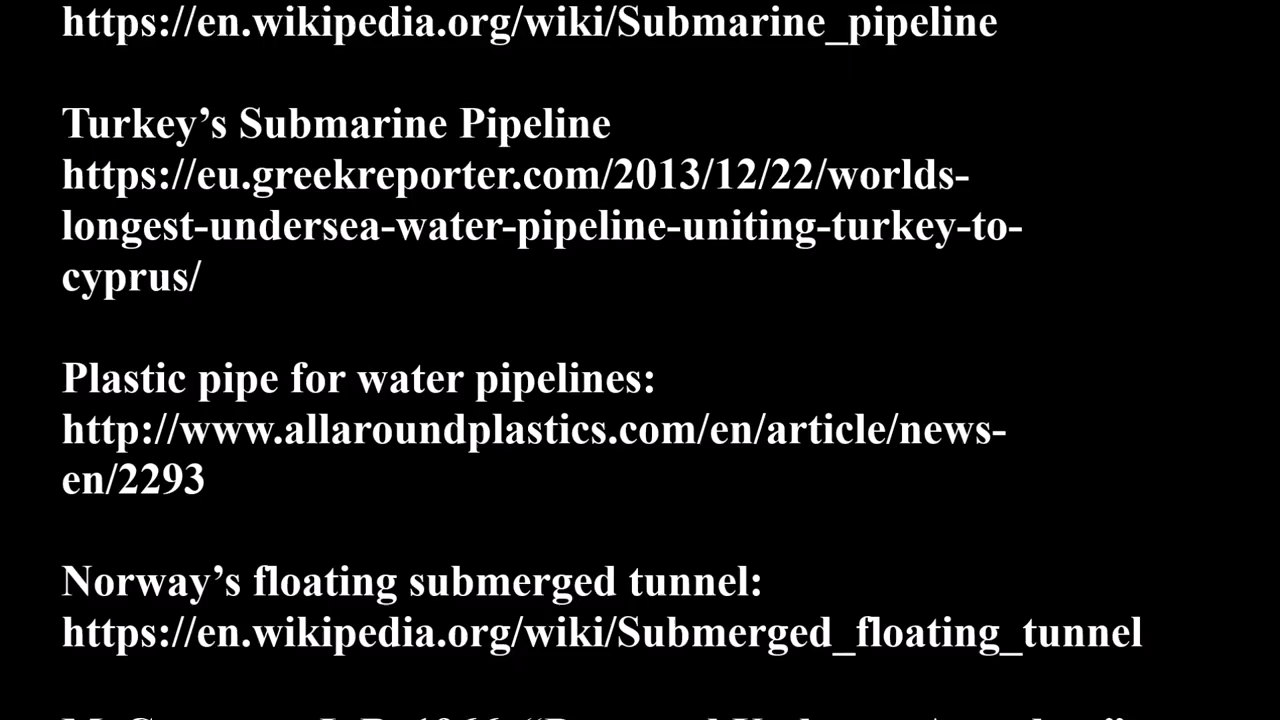 https://en.wikipedia.org/wiki/Submarine_pipeline
Turkey’s Submarine Pipeline
https://eu.greekreporter.com/2013/12/22/worlds-
longest-undersea-water-pipeline-uniting-turkey-to-
cyprus/
Plastic pipe for water pipelines:
http://www.allaroundplastics.com/en/article/news-
en/2293
Norway’s floating submerged tunnel:
https://en.wikipedia.org/wiki/Submerged_floating_tunnel